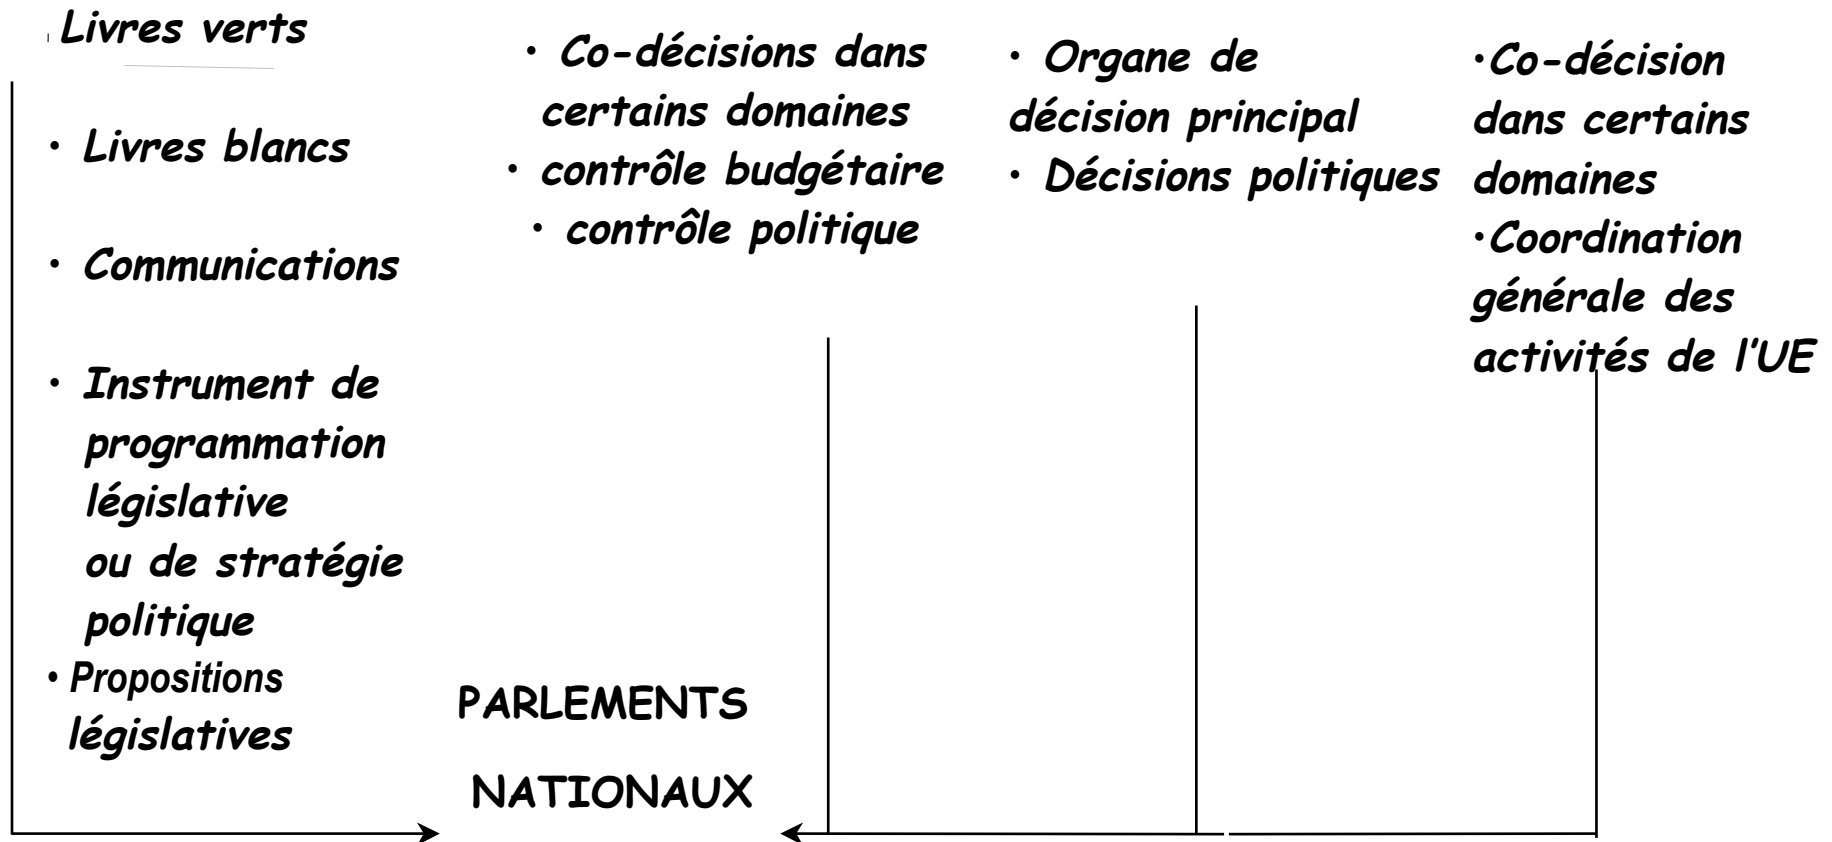 Livres verts
• Livres blancs
• Communications
• Instrument de
programmation
législative
ou de stratégie
politique
• Propositions
législatives
• Co-décisions dans
certains domaines
• contrôle budgétaire
• contrôle politique
• Organe de
décision principal
• Décisions politiques
•Co-décision
dans certains
domaines
•Coordination
générale des
activités de l'UE
PARLEMENTS
NATIONAUX